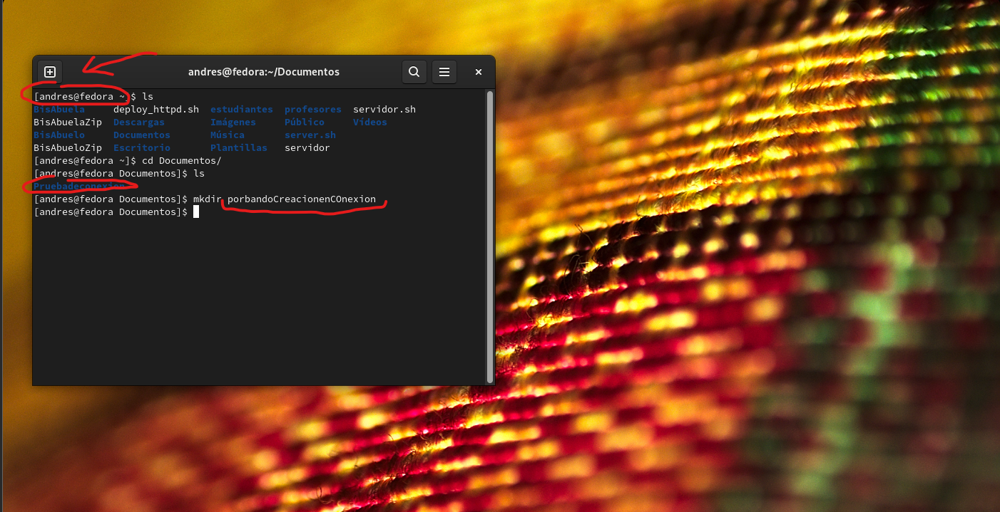 andres@fedora:~/Documentos
[andres@fedora ~]$ ls
BisAbuela deploy_httpd.sh estudiantes profesores servidor.sh
BisAbuelaZip Descargas Imágenes Público Vídeos
BisAbuelo Documentos Música server.sh
BisAbueloZip Escritorio Plantillas servidor
[andres@fedora ~]$ cd Documentos/
[andres@fedora Documentos]$ ls
Pruebadeconexion
[andres@fedora Documentos]$ mkdir porbandoCreacionenCOnexion
[andres@fedora Documentos]$